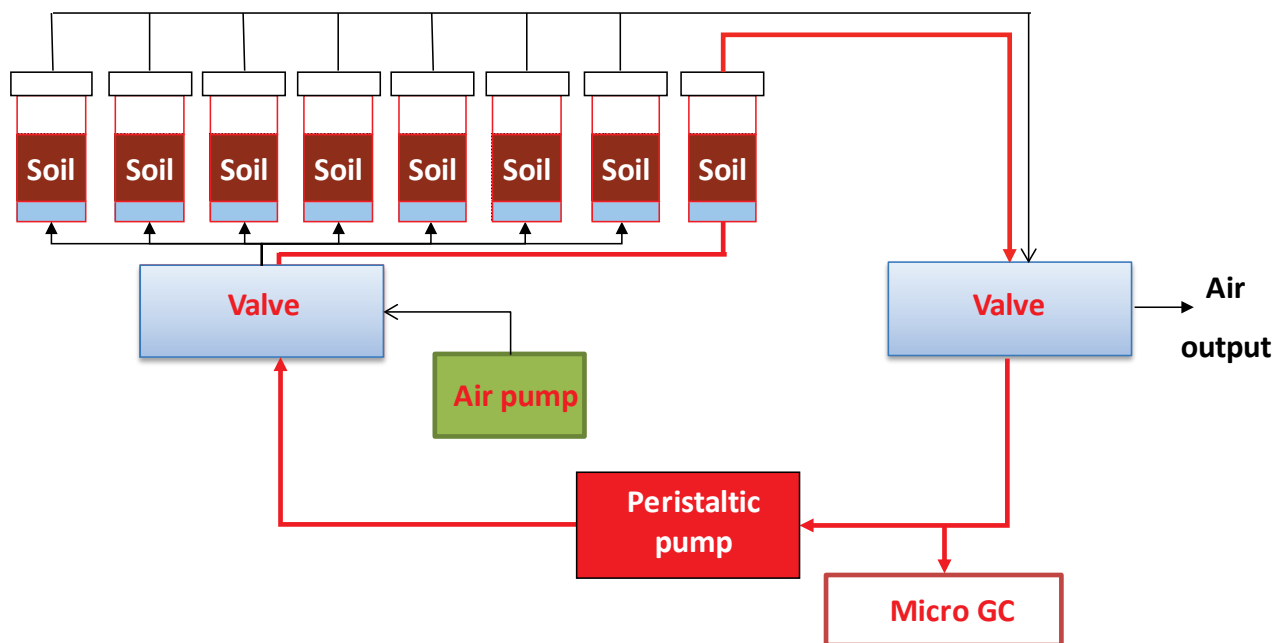 Soil Soil Soil Soil Soil Soil Soil Soil
Valve
Valve
Air
output
Air pump
Peristaltic
pump
Micro GC